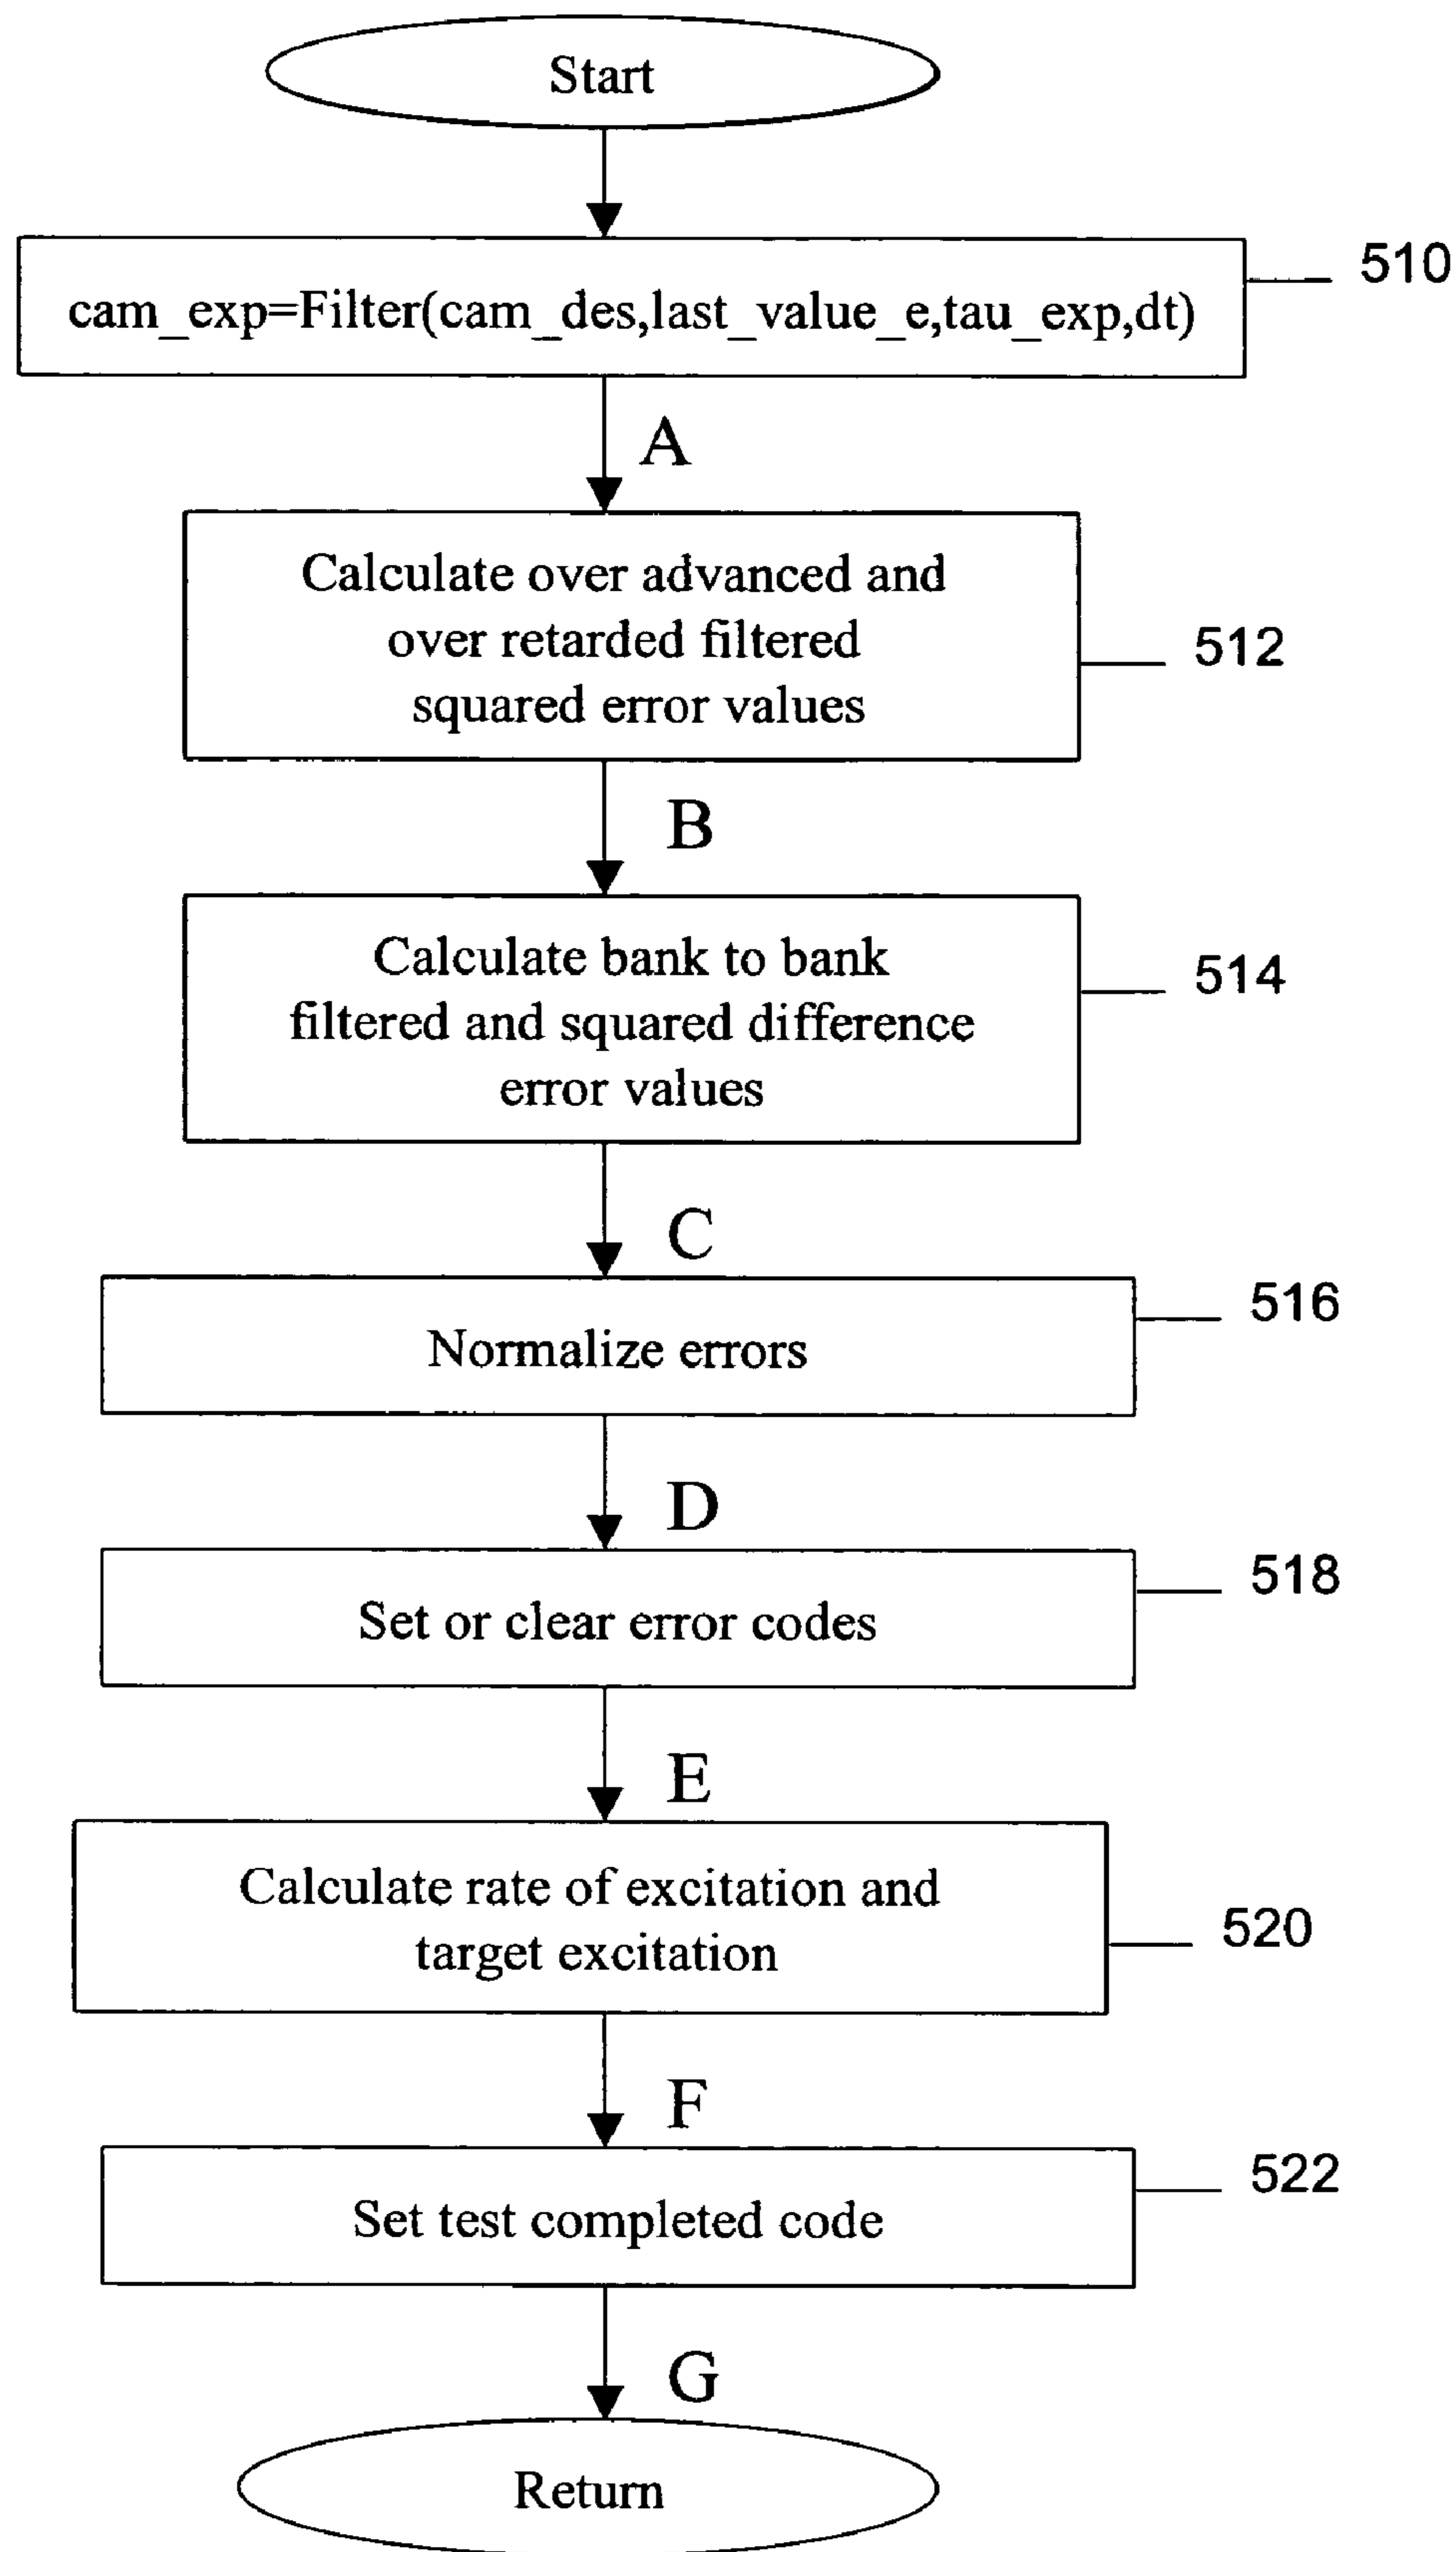 Start
cam_exp=Filter(cam_des,last_value_e,tau_exp,dt)
510
A
Calculate over advanced and
over retarded filtered
squared error values
512
B
Calculate bank to bank
filtered and squared difference
error values
514
C
Normalize errors
516
D
Set or clear error codes
518
E
Calculate rate of excitation and
target excitation
520
F
Set test completed code
522
G
Return